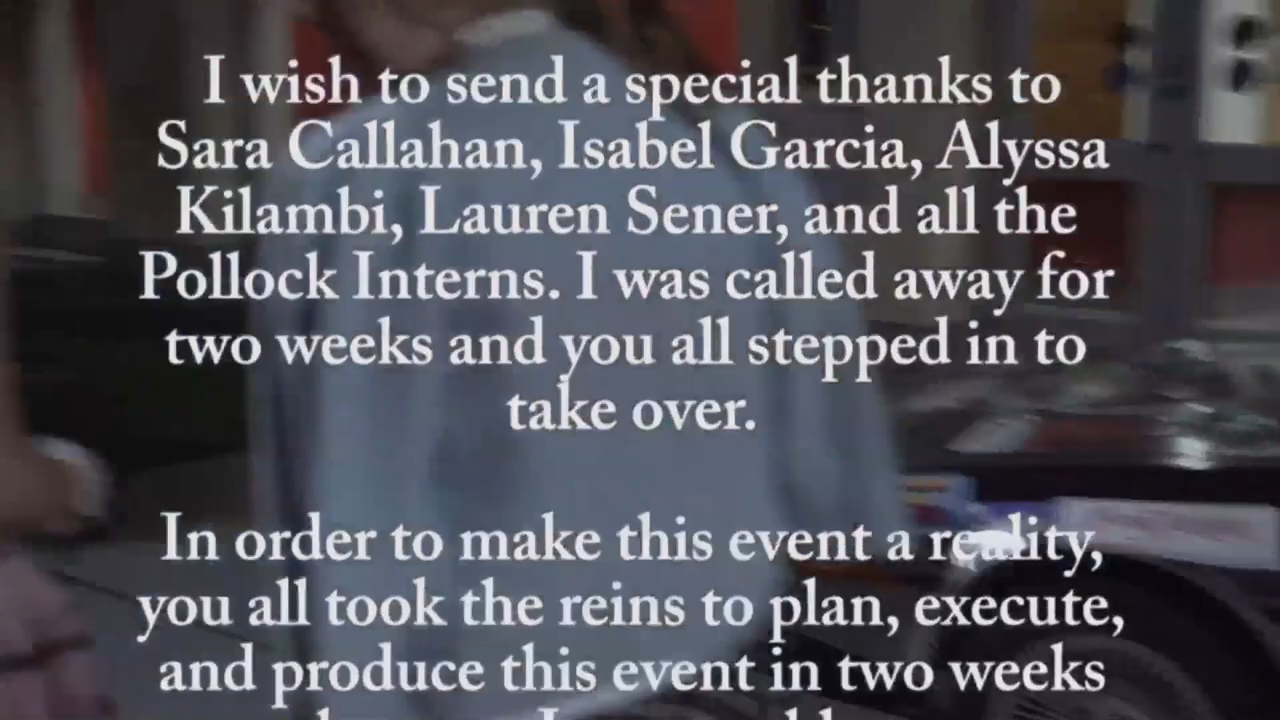 I wish to send a special thanks to
Sara Callahan, Isabel Garcia, Alyssa
Kilambi, Lauren Sener, and all the
Pollock Interns. I was called away for
two weeks and you all stepped in to
take over.
In order to make this event a reality,
you all took the reins to plan, execute,
and produce this event in two weeks